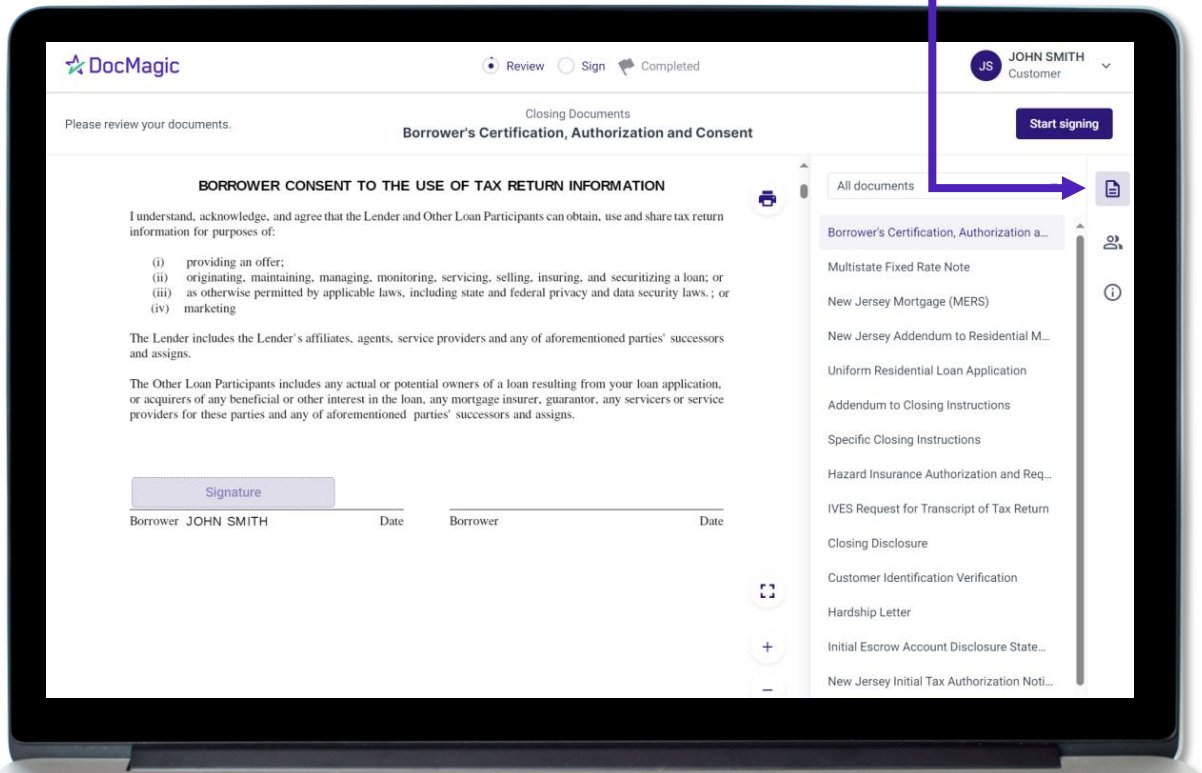 DocMagic
Review
Sign
Completed
JS
JOHN SMITH
Customer
Please review your documents.
Closing Documents
Borrower's Certification, Authorization and Consent
Start signing
BORROWER CONSENT TO THE USE OF TAX RETURN INFORMATION
I understand, acknowledge, and agree that the Lender and Other Loan Participants can obtain, use and share tax return
information for purposes of:
(i) providing an offer;
(ii) originating, maintaining, managing, monitoring, servicing, selling, insuring, and securitizing a loan; or
(iii) as otherwise permitted by applicable laws, including state and federal privacy and data security laws. ; or
(iv) marketing
The Lender includes the Lender's affiliates, agents, service providers and any of aforementioned parties' successors
and assigns.
The Other Loan Participants includes any actual or potential owners of a loan resulting from your loan application,
or acquirers of any beneficial or other interest in the loan, any mortgage insurer, guarantor, any servicers or service
providers for these parties and any of aforementioned parties' successors and assigns.
Signature
Borrower JOHN SMITH Date Borrower Date
All documents
Borrower's Certification, Authorization a...
Multistate Fixed Rate Note
New Jersey Mortgage (MERS)
New Jersey Addendum to Residential M...
Uniform Residential Loan Application
Addendum to Closing Instructions
Specific Closing Instructions
Hazard Insurance Authorization and Req...
IVES Request for Transcript of Tax Return
Closing Disclosure
Customer Identification Verification
Hardship Letter
Initial Escrow Account Disclosure State...
New Jersey Initial Tax Authorization Noti...